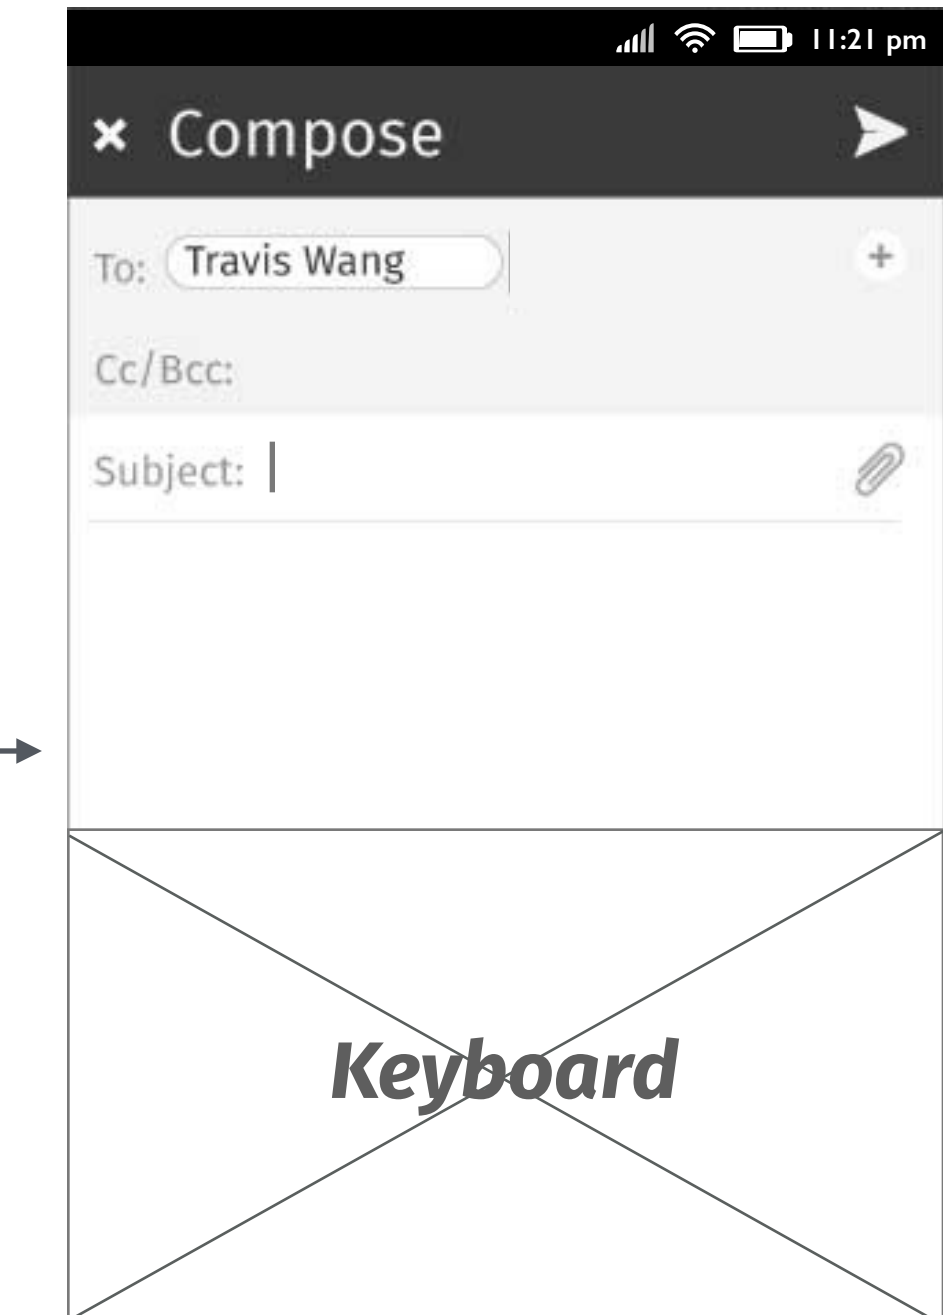 11:21 pm
Compose
To: Travis Wang
Cc/Bcc:
Subject:
Keyboard